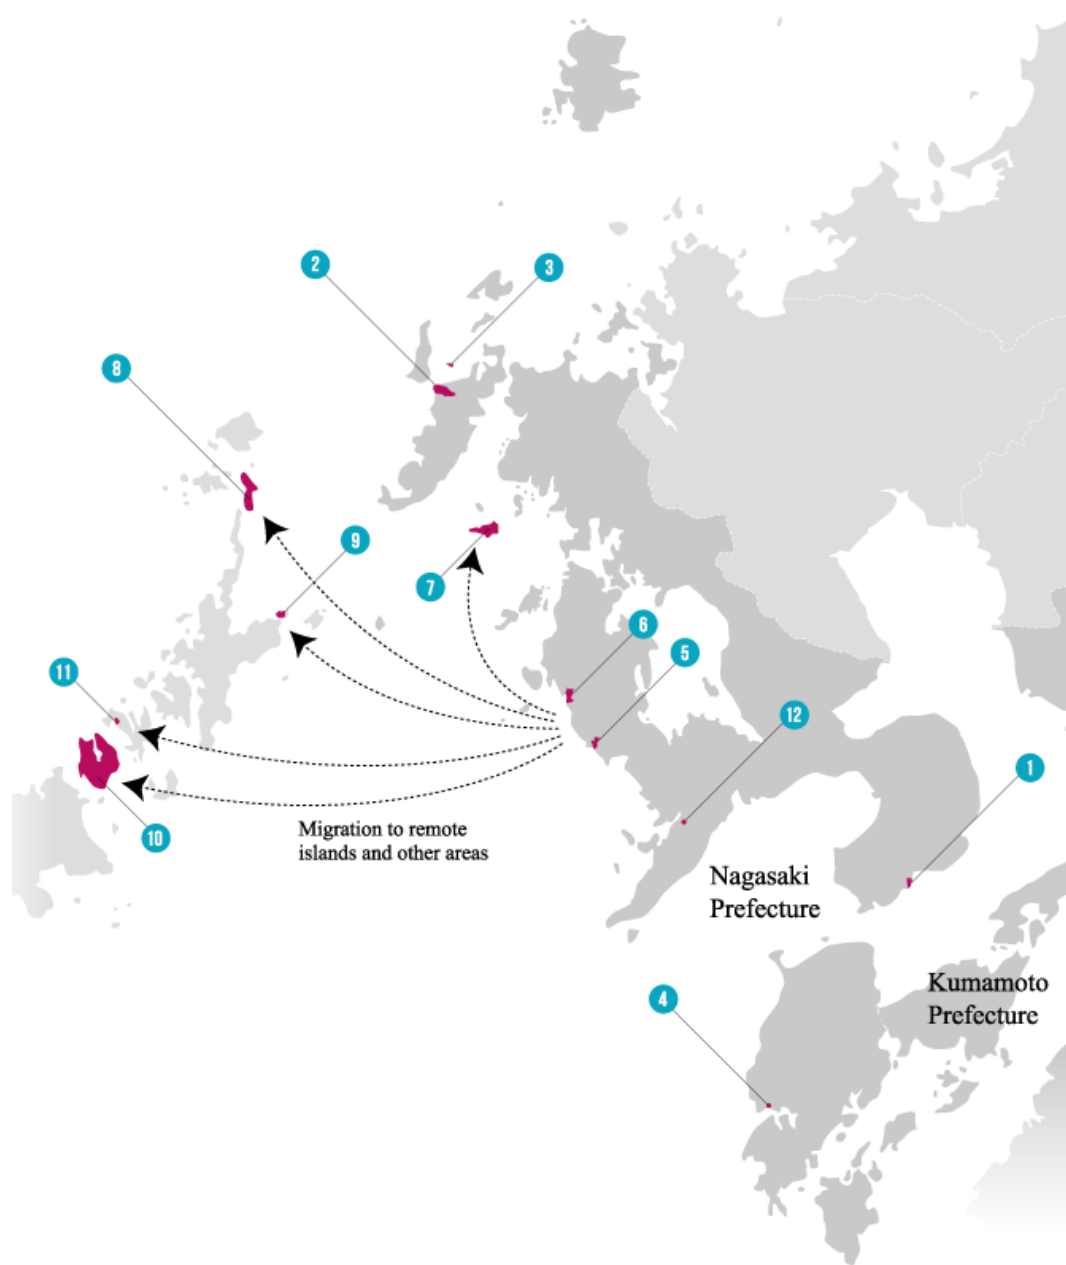 2
3
8
9
7
6
5
11
12
1
10
Migration to remote
islands and other areas
Nagasaki
Prefecture
Kumamoto
Prefecture
4